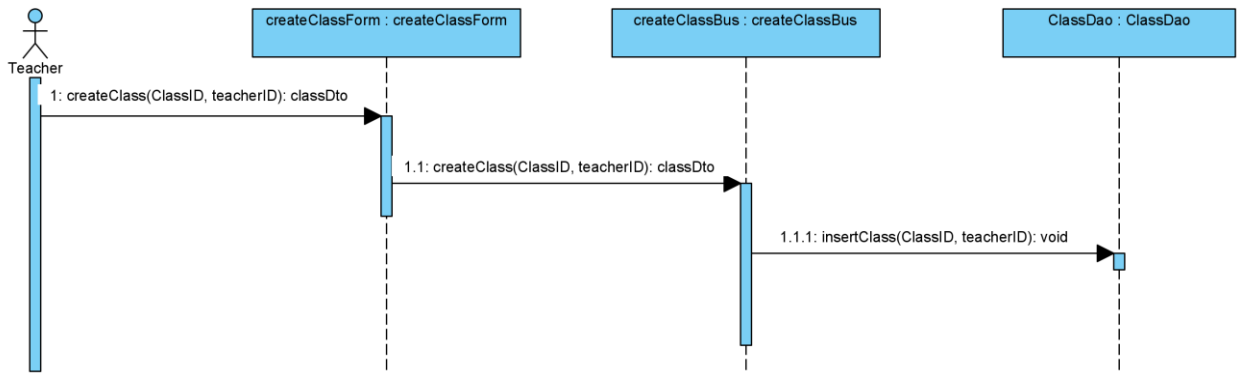 createClassForm : createClassForm
createClassBus : createClassBus
ClassDao : ClassDao
Teacher
1: createClass(ClassID, teacherID): classDto
1.1: createClass(ClassID, teacherID): classDto
1.1.1: insertClass(ClassID, teacherID): void